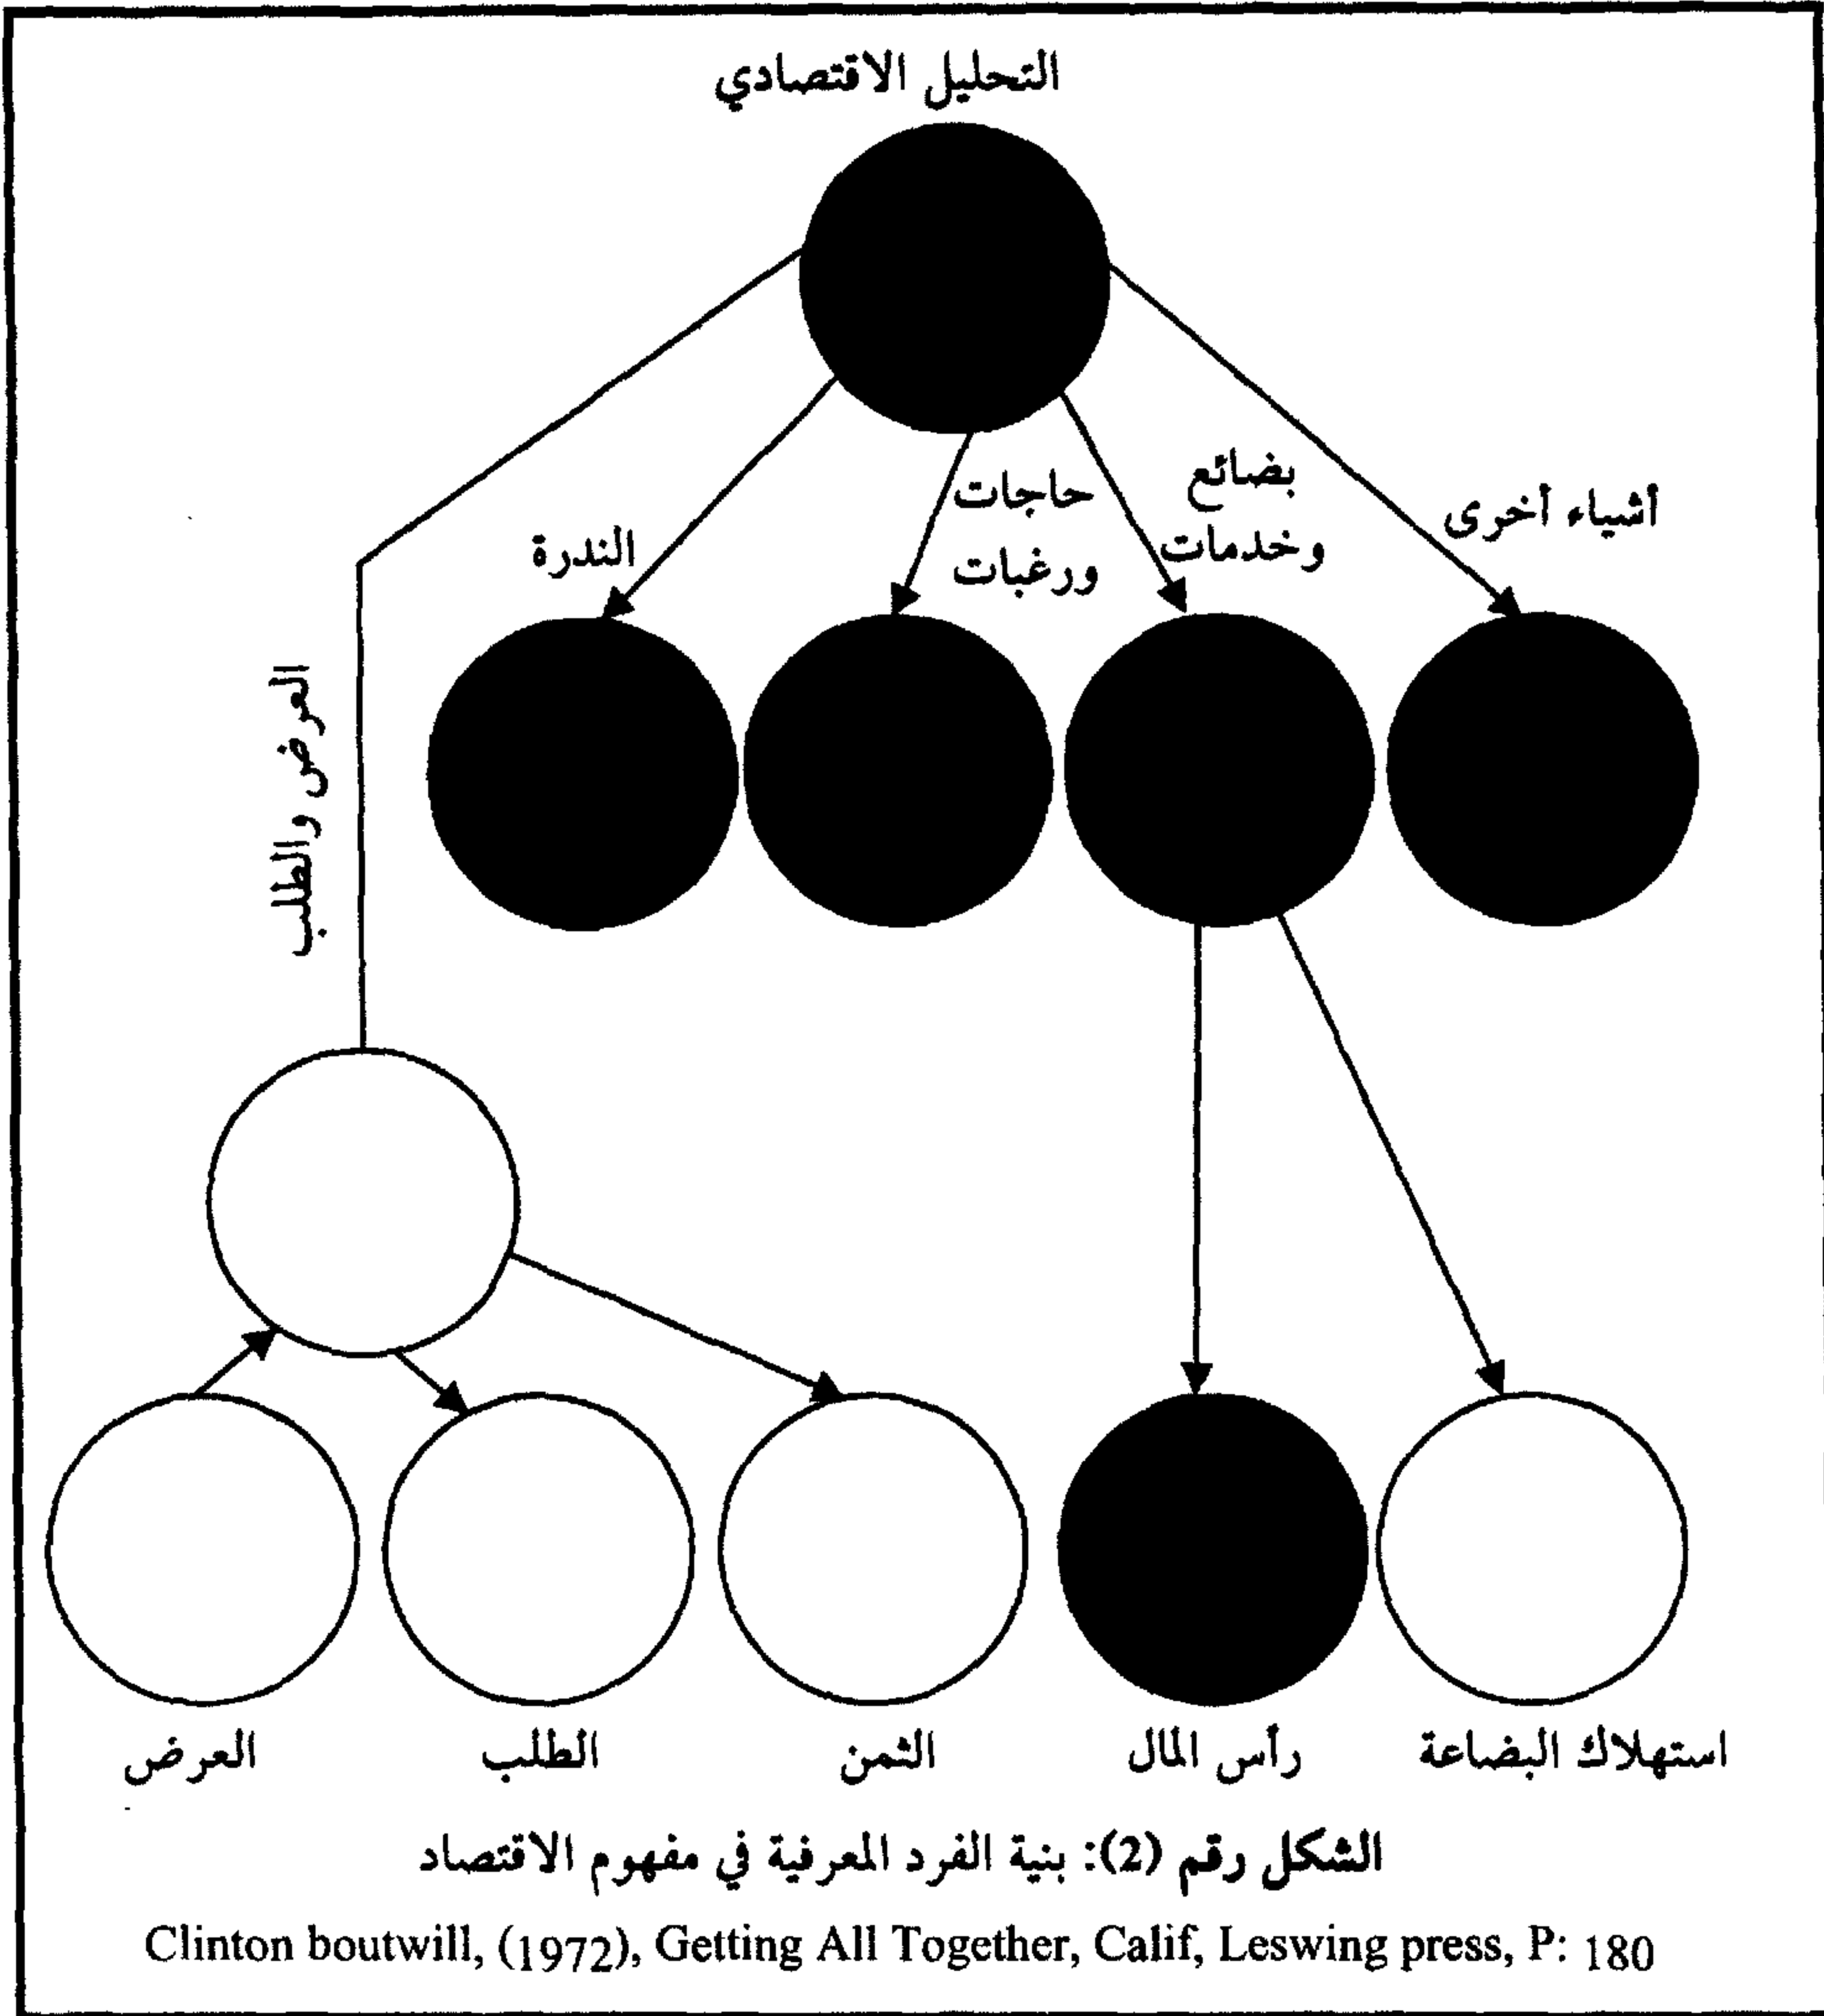 التحليل الاقتصادي
أشياء أخرى
بضائع
وخدمات
حاجات
ورغبات
الندرة
العرض والطلب
استهلاك البضاعة
رأس المال
الثمن
الطلب
العرض
الشكل رقم (2): بنية الفرد المعرفية في مفهوم الاقتصاد
Clinton boutwill, (1972), Getting All Together, Calif, Leswing press, P: 180